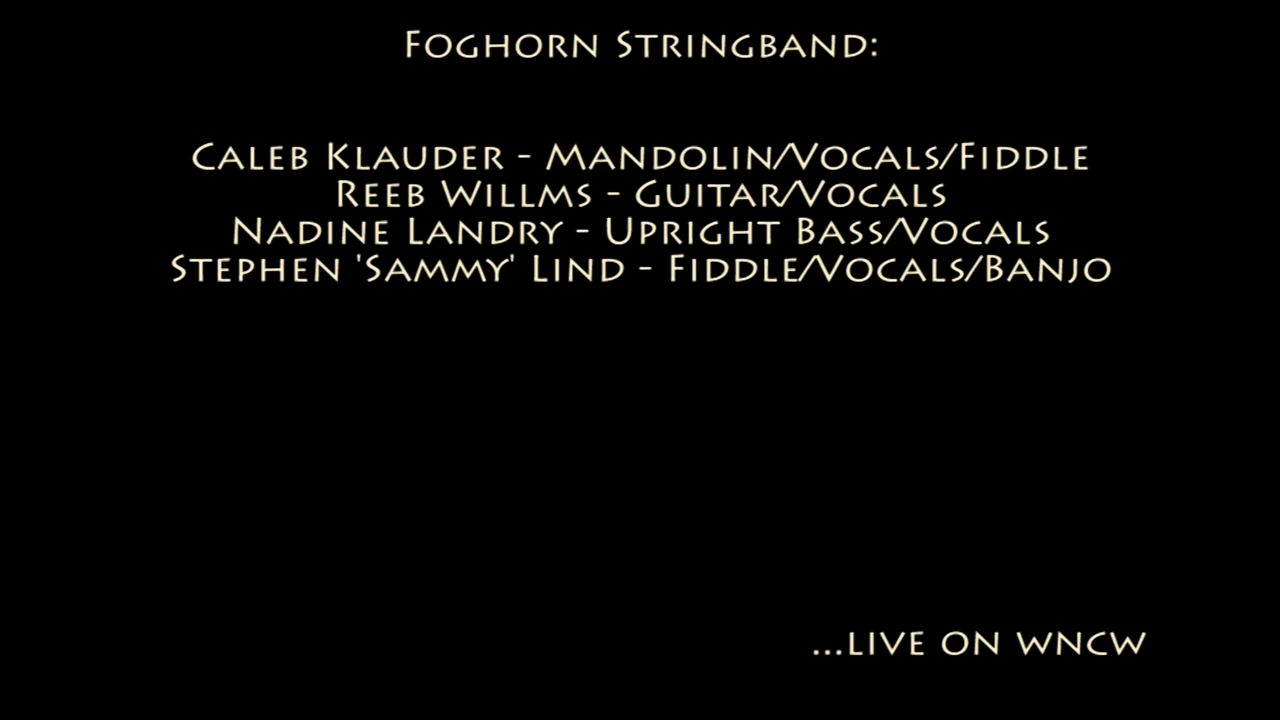 Foghorn Stringband:
Caleb Klauder - Mandolin/Vocals/Fiddle
Reeb Willms - Guitar/Vocals
Nadine Landry - Upright Bass/Vocals
Stephen 'Sammy' Lind - Fiddle/Vocals/Banjo
...live on wncw